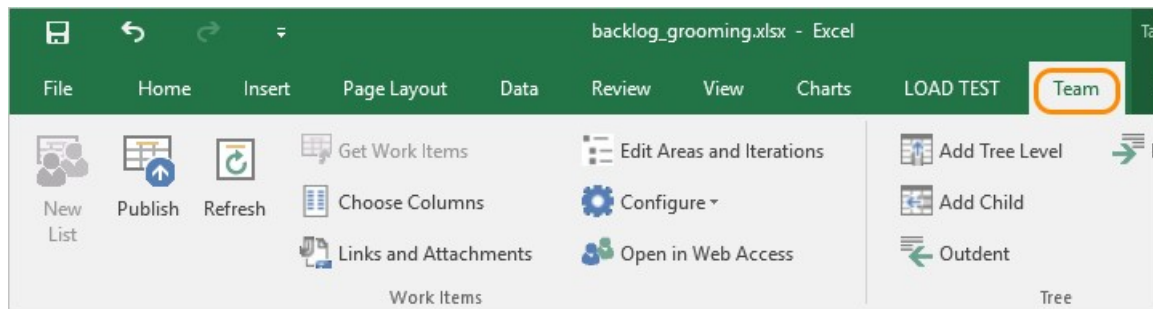 backlog_grooming.xlsx - Excel
File Home Insert Page Layout Data Review View Charts LOAD TEST Team
Get Work Items Edit Areas and Iterations Add Tree Level
New List Publish Refresh Choose Columns Configure Add Child
Links and Attachments Open in Web Access Outdent
Work Items Tree